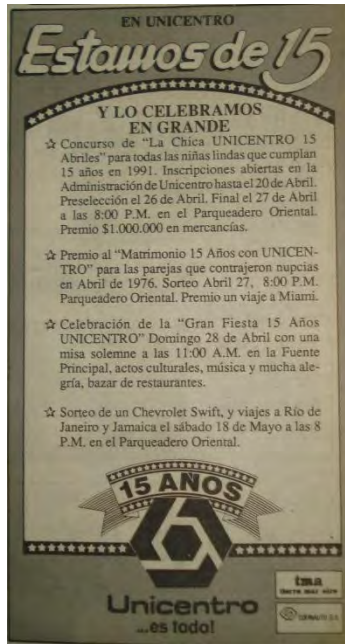 EN UNICENTRO
Estamos de 15
Y LO CELEBRAMOS
EN GRANDE
☆ Concurso de "La Chica UNICENTRO 15
Abriles" para todas las niñas lindas que cumplan
15 años en 1991. Inscripciones abiertas en la
Administración de Unicentro hasta el 20 de Abril.
Preselección el 26 de Abril. Final el 27 de Abril
a las 8:00 P.M. en el Parqueadero Oriental.
Premio $1.000.000 en mercancías.
☆ Premio al "Matrimonio 15 Años con UNICEN-
TRO" para las parejas que contrajeron nupcias
en Abril de 1976. Sorteo Abril 27, 8:00 P.M.
Parqueadero Oriental. Premio un viaje a Miami.
☆ Celebración de la "Gran Fiesta 15 Años
UNICENTRO" Domingo 28 de Abril con una
misa solemne a las 11:00 A.M. en la Fuente
Principal, actos culturales, música y mucha ale-
gría, bazar de restaurantes.
☆ Sorteo de un Chevrolet Swift, y viajes a Río de
Janeiro y Jamaica el sábado 18 de Mayo a las 8
P.M. en el Parqueadero Oriental.
15 AÑOS
Unicentro
...es todo!
tma